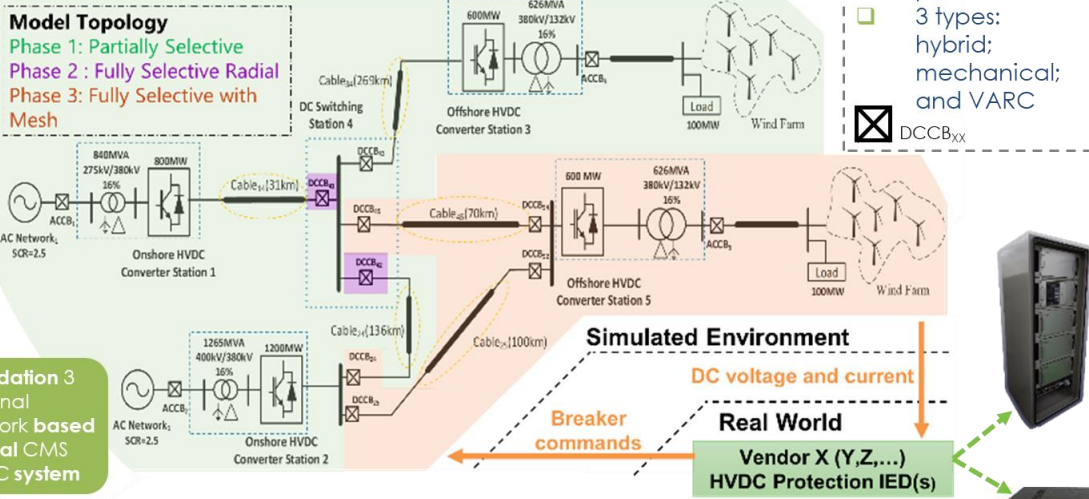 Model Topology
Phase 1: Partially Selective
Phase 2 : Fully Selective Radial
Phase 3: Fully Selective with
Mesh
600MW
626MVA
380kV/132kV
16%
ACCB₃
Load
100MW
Wind Farm
Offshore HVDC
Converter Station 3
Cable₃₄(269km)
DC Switching
Station 4
DCCB₄₃
840MVA
275kV/380kV
16%
800MW
ACCB₁
AC Network₁
SCR=2.5
Onshore HVDC
Converter Station 1
Cable₁₄(31km)
DCCB₄₁
DCCB₄₅
Cable₄₅(70km)
DCCB₅₄
DCCB₅₂
600 MW
626MVA
380kV/132kV
16%
ACCB₅
Load
100MW
Wind Farm
Offshore HVDC
Converter Station 5
DCCB₄₂
Cable₂₄(136km)
Cable₂₅(100km)
1265MVA
400kV/380kV
16%
1200MW
DCCB₂₄
DCCB₂₅
ACCB₂
AC Network₁
SCR=2.5
Onshore HVDC
Converter Station 2
3 types:
hybrid;
mechanical;
and VARC
DCCBXX
Simulated Environment
DC voltage and current
Breaker
commands
Real World
Vendor X (Y,Z,...)
HVDC Protection IED(s)
dation 3
nal
ork based
al CMS
C system